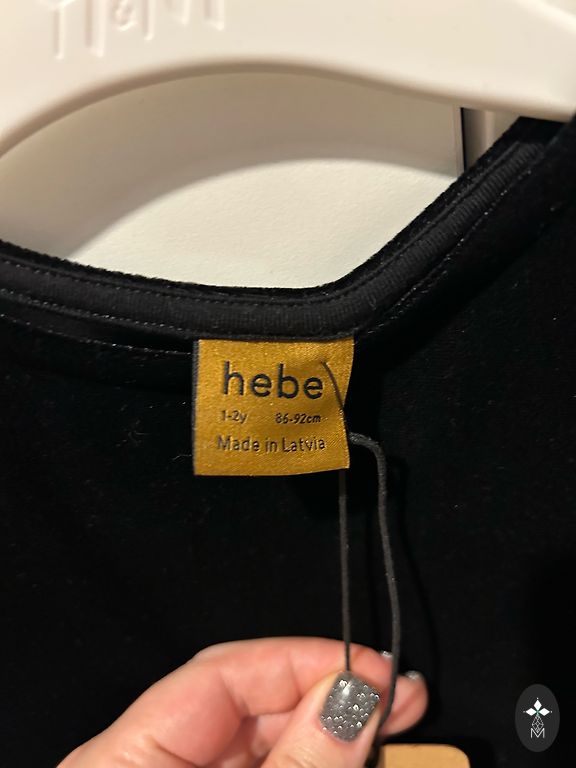 H&M
hebe
1-2y 86-92cm
Made in Latvia
M